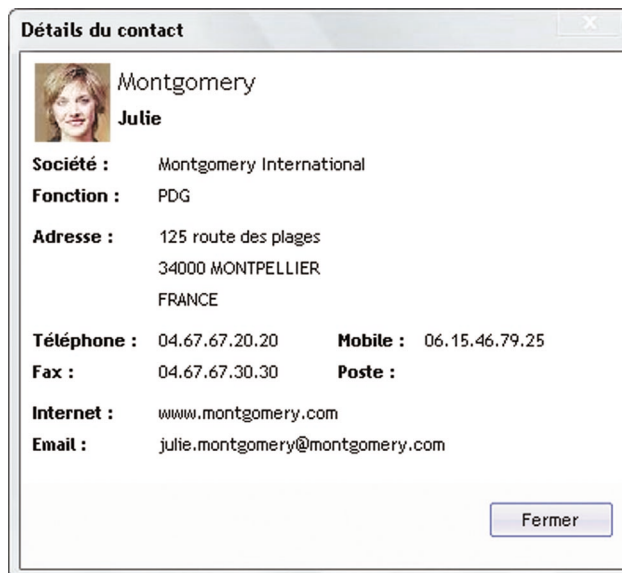 Détails du contact
Montgomery
Julie
Société : Montgomery International
Fonction : PDG
Adresse : 125 route des plages
34000 MONTPELLIER
FRANCE
Téléphone : 04.67.67.20.20 Mobile : 06.15.46.79.25
Fax : 04.67.67.30.30 Poste :
Internet : www.montgomery.com
Email : julie.montgomery@montgomery.com
Fermer